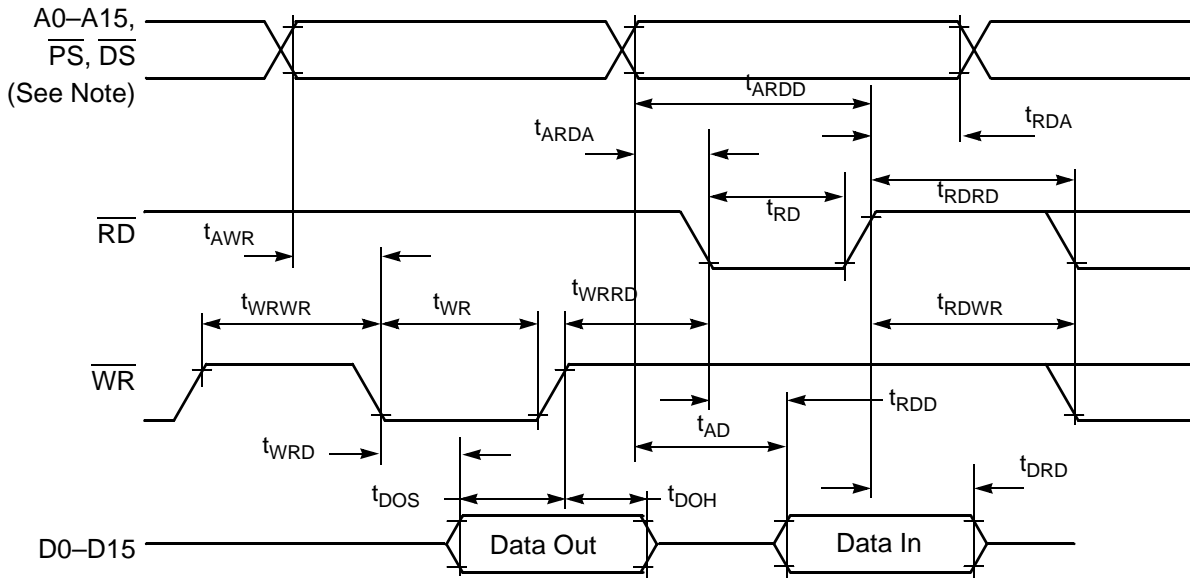 A0–A15,
PS, DS
(See Note)
tARDD
tRDA
tARDA
tRD
tRDRD
RD
tAWR
tWRWR
tWR
tWRRD
tRDWR
WR
tRDD
tAD
tWRD
tDRD
tDOS
tDOH
D0–D15
Data Out
Data In